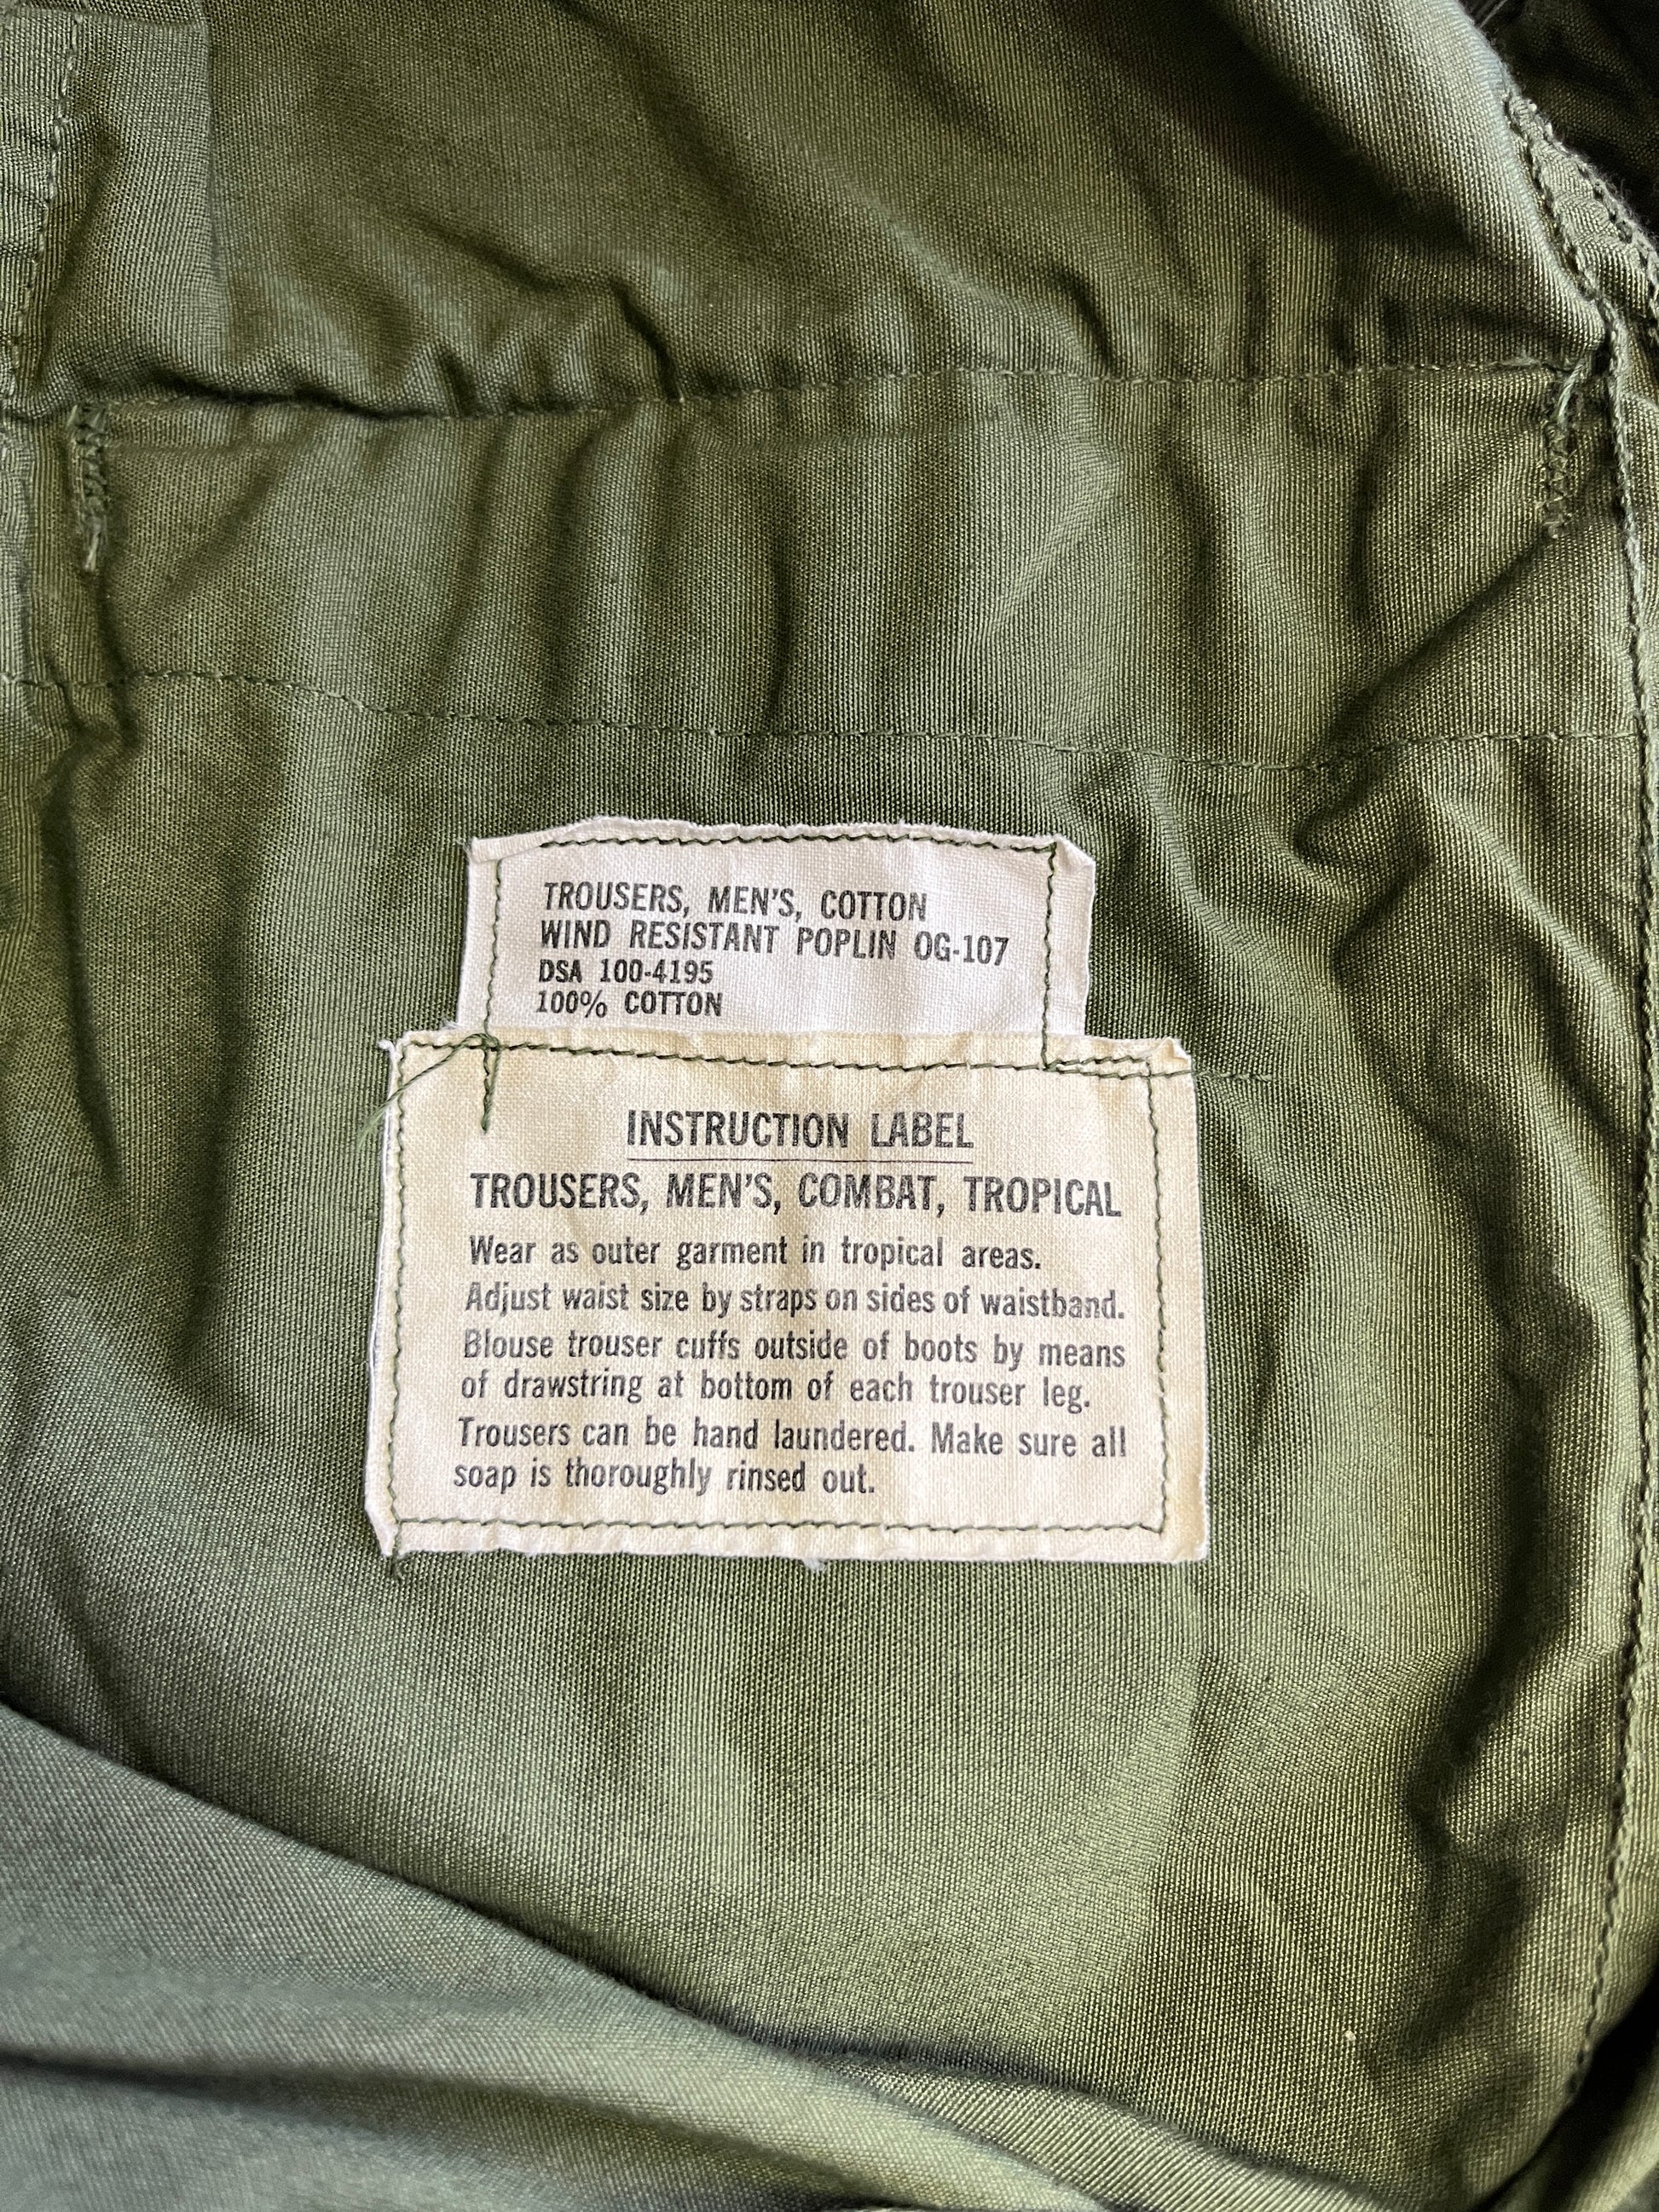 TROUSERS, MEN'S, COTTON
WIND RESISTANT POPLIN OG-107
DSA 100-4195
100% COTTON
INSTRUCTION LABEL
TROUSERS, MEN'S, COMBAT, TROPICAL
Wear as outer garment in tropical areas.
Adjust waist size by straps on sides of waistband.
Blouse trouser cuffs outside of boots by means
of drawstring at bottom of each trouser leg.
Trousers can be hand laundered. Make sure all
soap is thoroughly rinsed out.